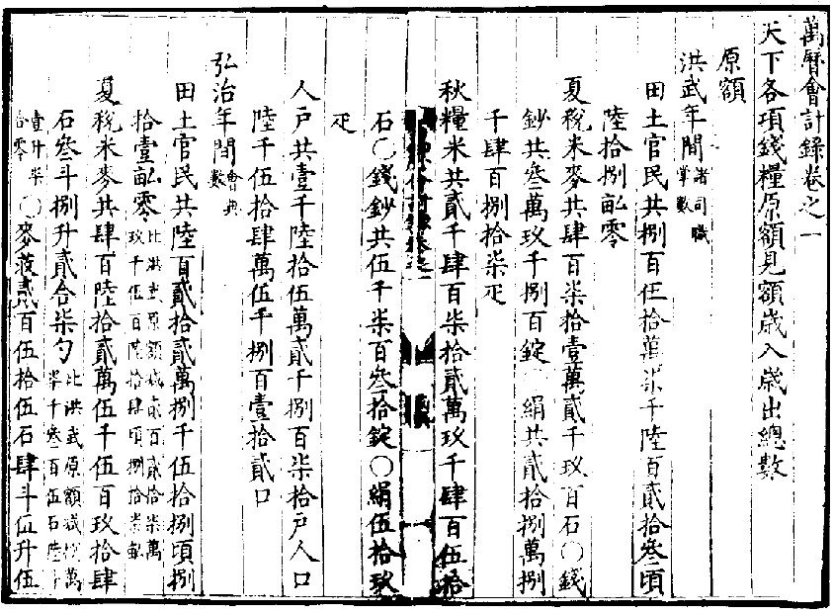 萬曆會計錄卷之一
天下各項錢糧原額見額歲入歲出總數
原額
洪武年間諸司職掌數
田土官民共捌百伍拾萬柒千陸百貳拾叄頃
陸拾捌畝零
夏稅米麥共肆百柒拾壹萬貳千玖百石〇錢
鈔共叄萬玖千捌百錠 絹共貳拾捌萬捌
千肆百捌拾柒疋
秋糧米共貳千肆百柒拾貳萬玖千肆百伍拾
石〇錢鈔共伍千柒百叄拾錠〇絹伍拾玖
疋
人戶共壹千陸拾伍萬貳千捌百柒拾戶人口
陸千伍拾肆萬伍千捌百壹拾貳口
弘治年間會典數
田土官民共陸百貳拾貳萬捌千伍拾捌頃捌
拾壹畝零比洪武原額減貳百貳拾柒萬玖千伍百陸拾肆頃捌拾柒畝
夏稅米麥共肆百陸拾貳萬伍千伍百玖拾肆
石叄斗捌升貳合柒勺比洪武原額減捌萬柒千叄百伍石陸斗
壹升柒合零〇麥荍貳百伍拾伍石肆斗伍升伍